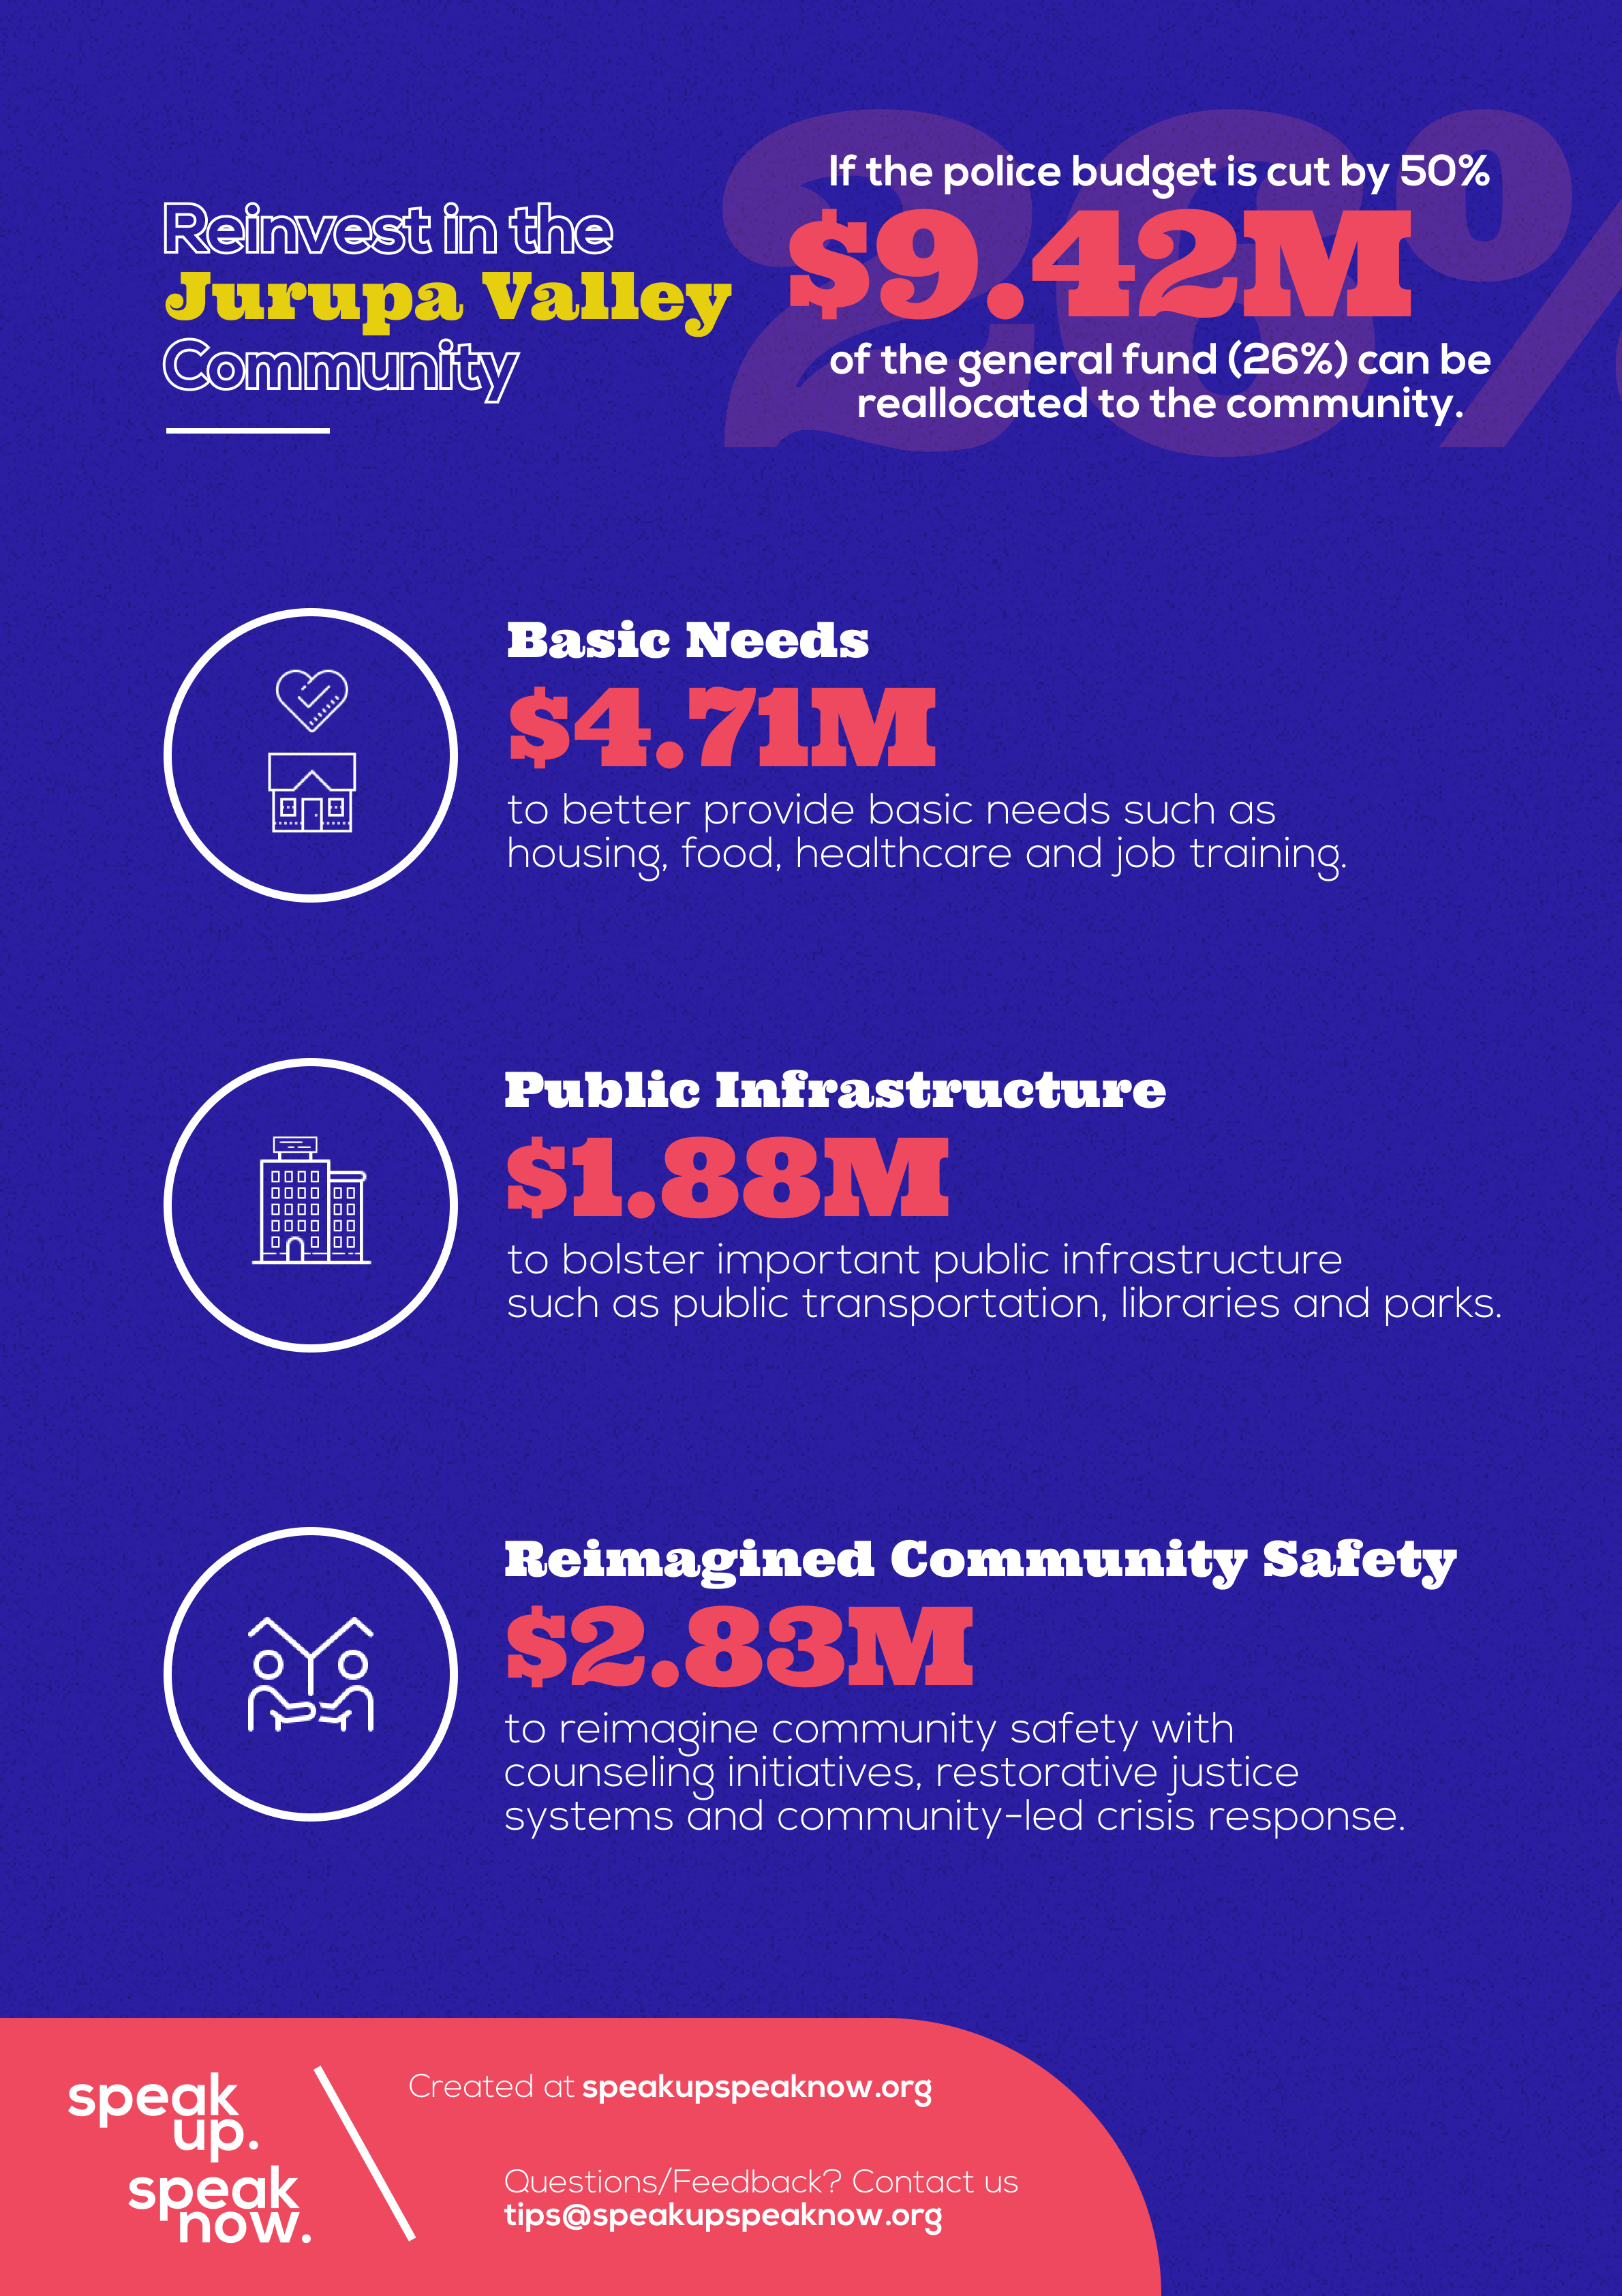 Reinvest in the
Jurupa Valley
Community
26%
If the police budget is cut by 50%
$9.42M
of the general fund (26%) can be
reallocated to the community.
Basic Needs
$4.71M
to better provide basic needs such as
housing, food, healthcare and job training.
Public Infrastructure
$1.88M
to bolster important public infrastructure
such as public transportation, libraries and parks.
Reimagined Community Safety
$2.83M
to reimagine community safety with
counseling initiatives, restorative justice
systems and community-led crisis response.
speak
up.
speak
now.
Created at speakupspeaknow.org
Questions/Feedback? Contact us
tips@speakupspeaknow.org